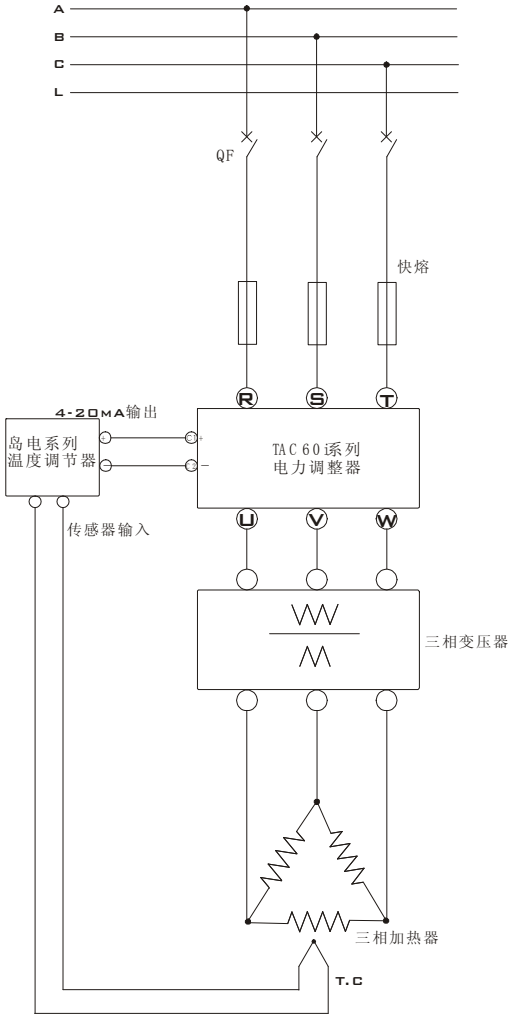 A
B
C
L
QF
快熔
R S T
4-20MA输出
岛电系列
温度调节器
+ C1 +
- C2 -
TAC60i系列
电力调整器
U V W
传感器输入
三相变压器
三相加热器
T.C